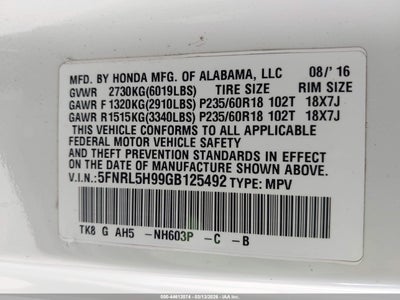 MFD. BY HONDA MFG. OF ALABAMA, LLC 08/'16
GVWR 2730KG(6019LBS) TIRE SIZE RIM SIZE
GAWR F 1320KG(2910LBS) P235/60R18 102T 18X7J
GAWR R1515KG(3340LBS) P235/60R18 102T 18X7J
THIS VEHICLE CONFORMS TO ALL APPLICABLE
FEDERAL MOTOR VEHICLE SAFETY
AND THEFT PREVENTION STANDARDS IN EFFECT ON
THE DATE OF MANUFACTURE SHOWN ABOVE.
V.I.N.: 5FNRL5H99GB125492 TYPE: MPV
TK8 G AH5 -NH603P -C -B